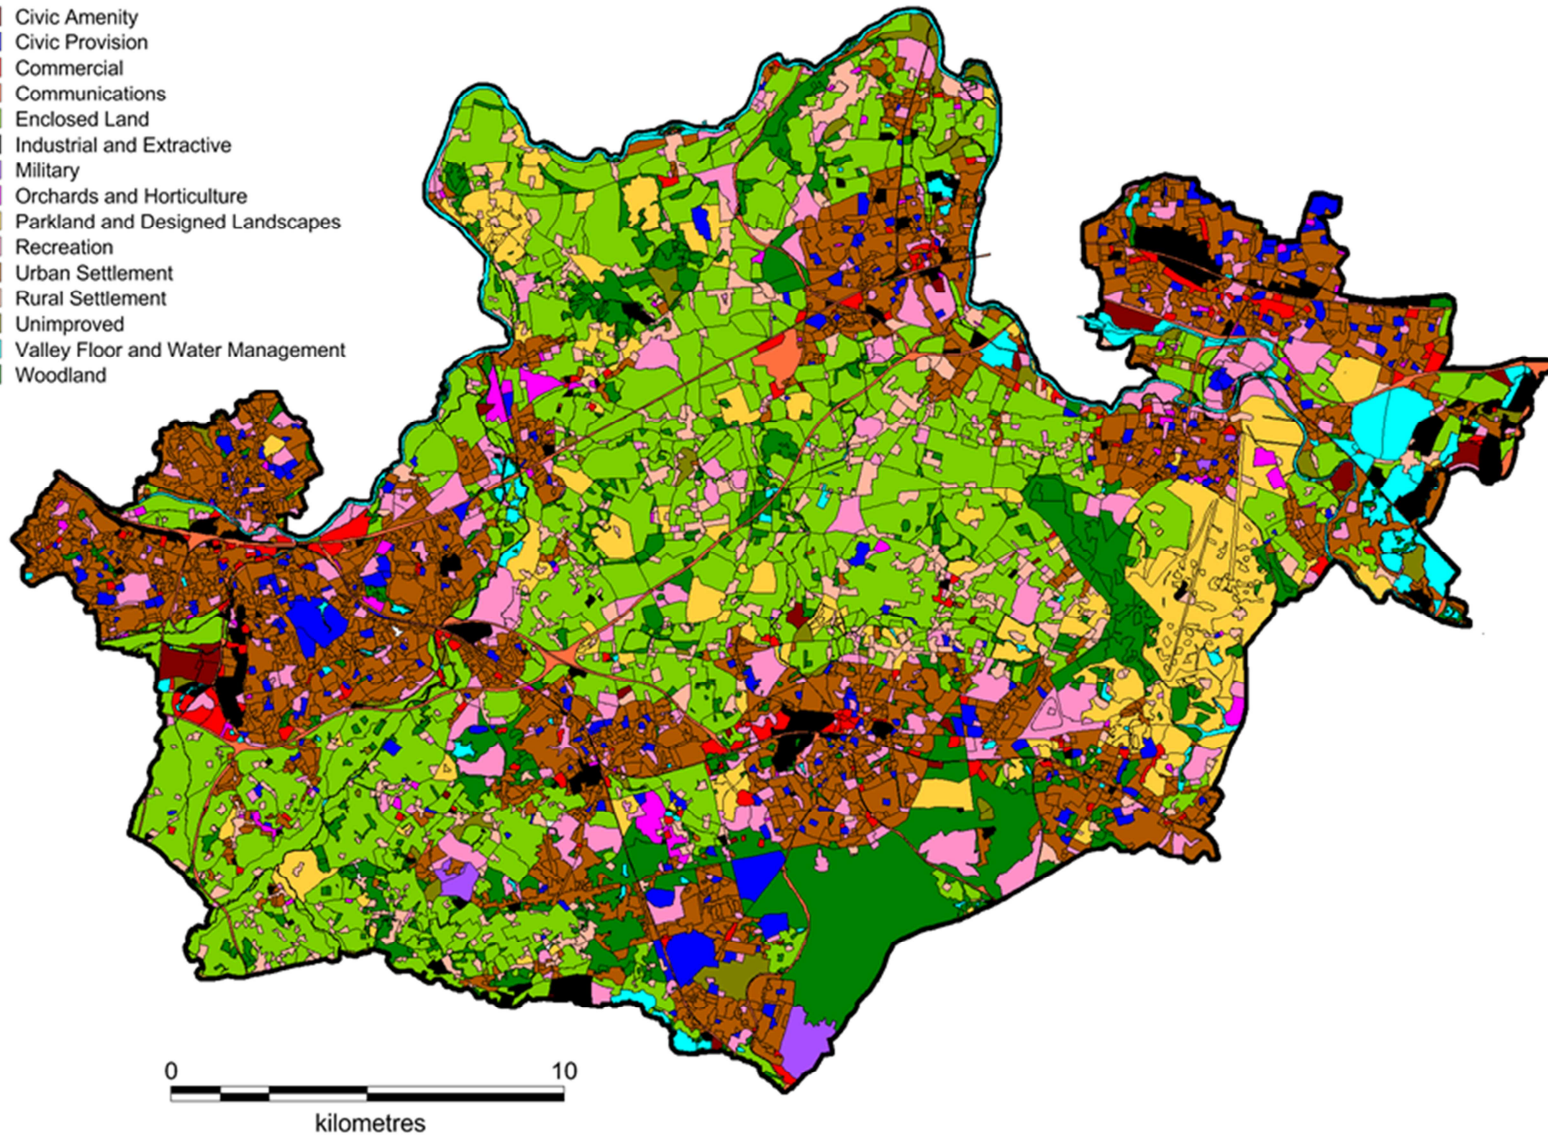 Civic Amenity
Civic Provision
Commercial
Communications
Enclosed Land
Industrial and Extractive
Military
Orchards and Horticulture
Parkland and Designed Landscapes
Recreation
Urban Settlement
Rural Settlement
Unimproved
Valley Floor and Water Management
Woodland
0 10
kilometres